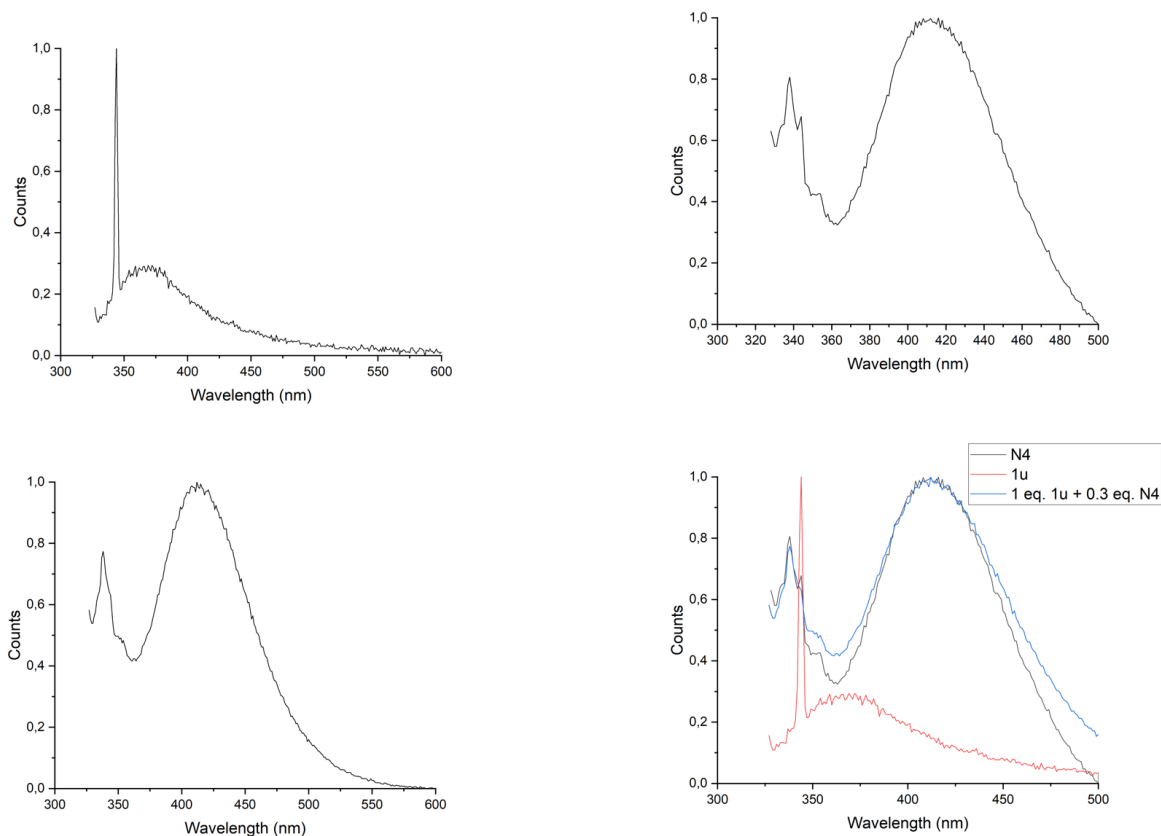 1,0
0,8
0,6
0,4
0,2
0,0
Counts
300 350 400 450 500 550 600
Wavelength (nm)
1,0
0,8
0,6
0,4
0,2
0,0
Counts
300 320 340 360 380 400 420 440 460 480 500
Wavelength (nm)
1,0
0,8
0,6
0,4
0,2
0,0
Counts
300 350 400 450 500 550 600
Wavelength (nm)
N4
1u
1 eq. 1u + 0.3 eq. N4
1,0
0,8
0,6
0,4
0,2
0,0
Counts
300 350 400 450 500
Wavelength (nm)